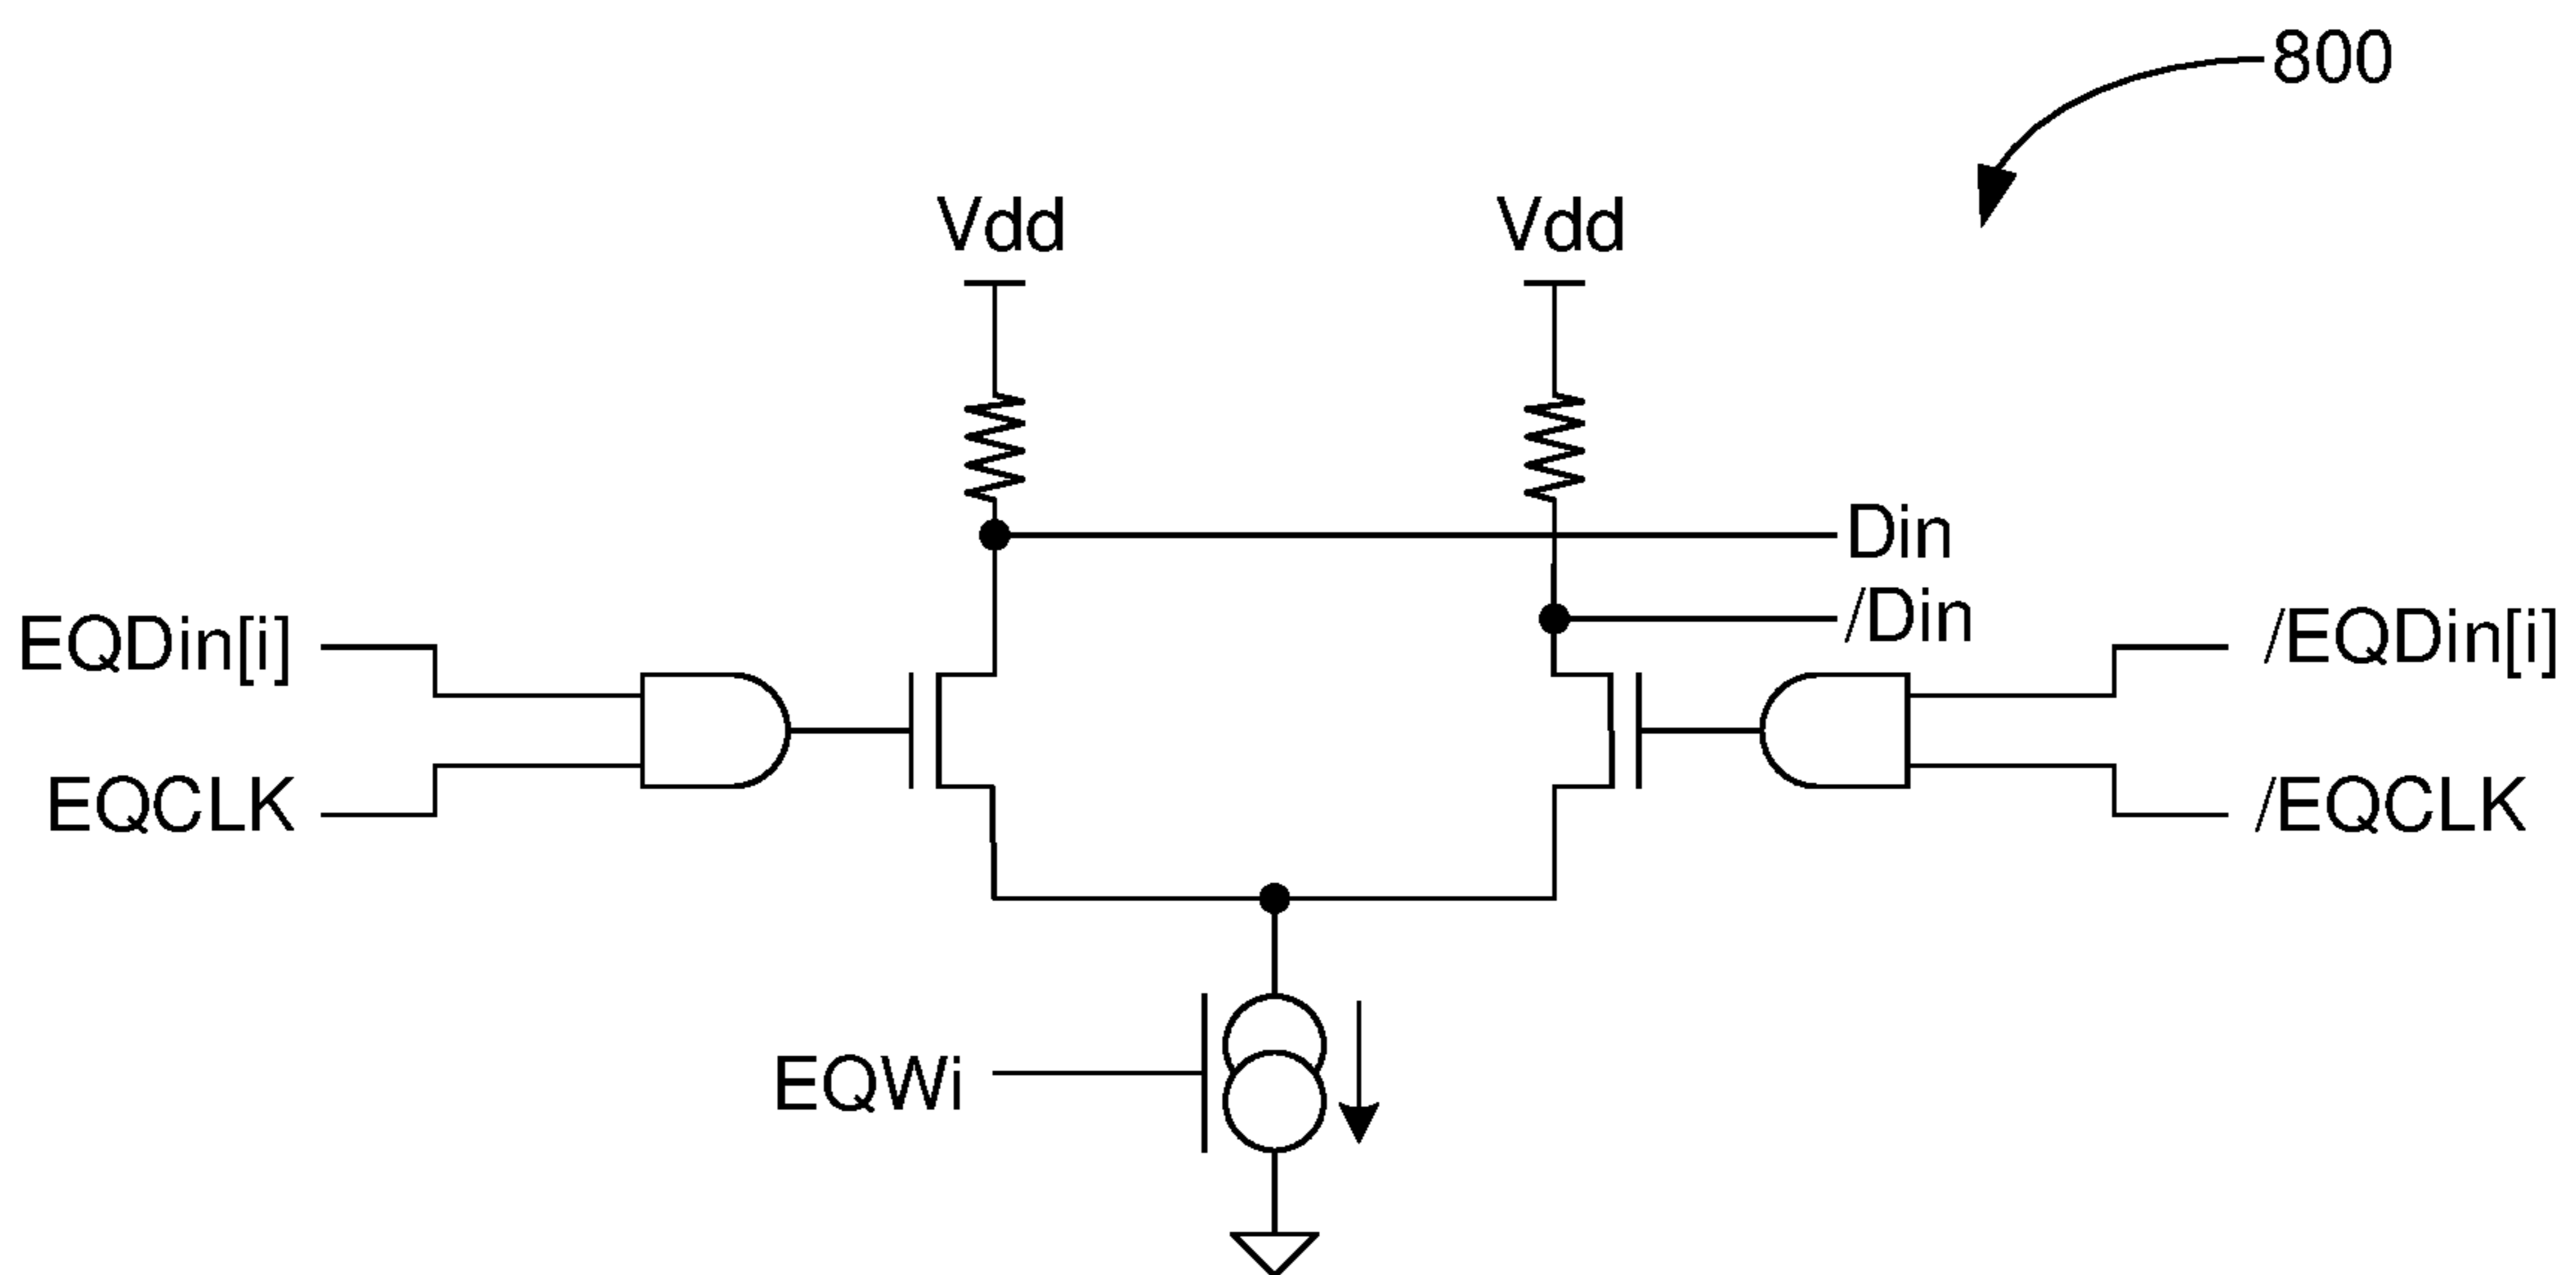 800
Vdd
Vdd
Din
/Din
EQDin[i]
/EQDin[i]
EQCLK
/EQCLK
EQWi